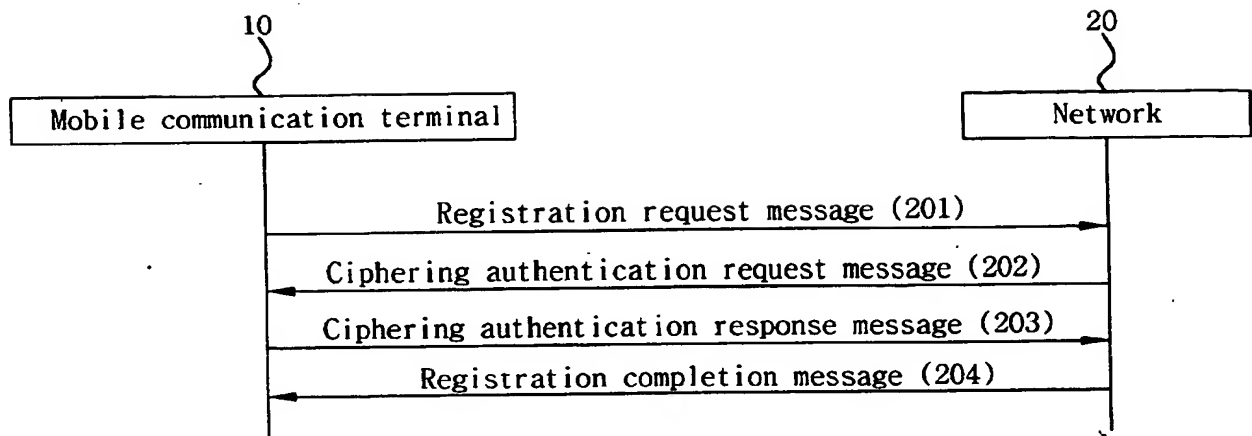 10
20
Mobile communication terminal
Network
Registration request message (201)
Ciphering authentication request message (202)
Ciphering authentication response message (203)
Registration completion message (204)